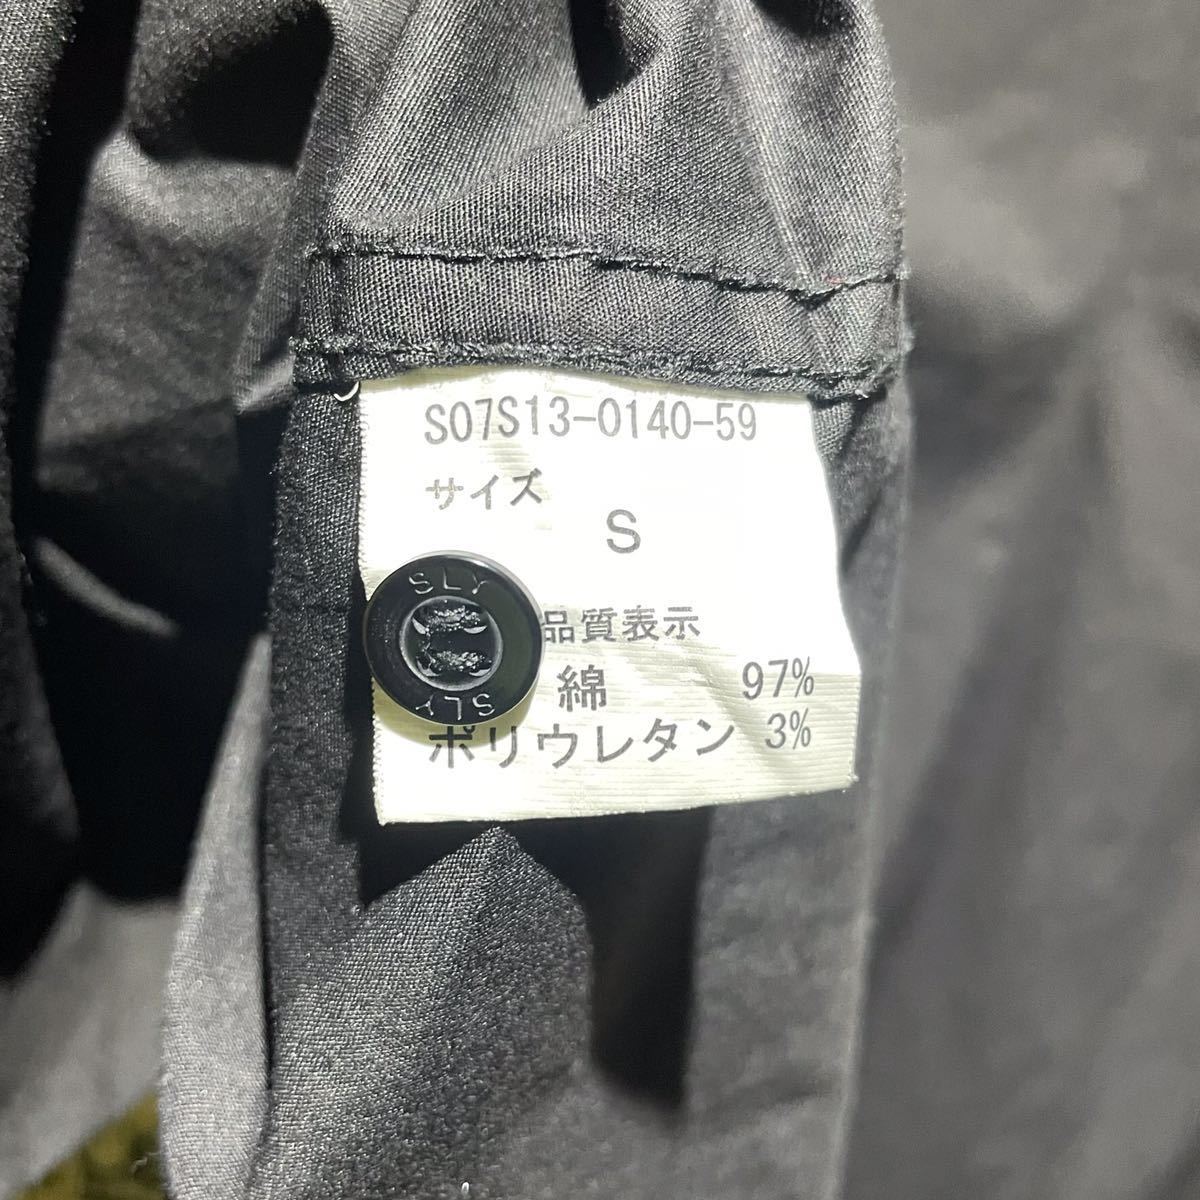 S07S13-0140-59
サイズ
S
SLY
SLY
品質表示
綿 97%
ポリウレタン 3%